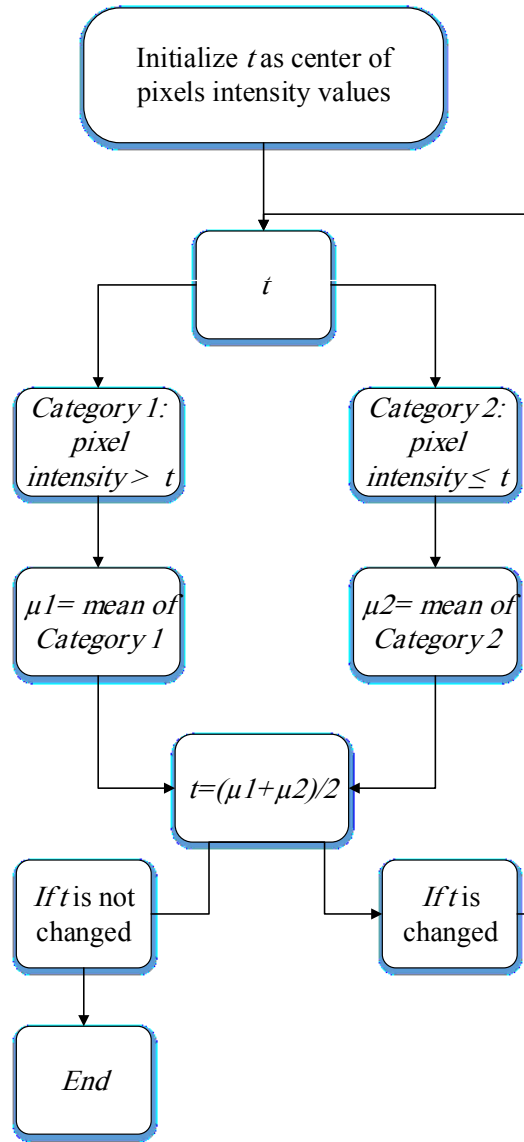 Initialize t as center of
pixels intensity values
t
Category 1:
pixel
intensity > t
Category 2:
pixel
intensity ≤ t
μ1= mean of
Category 1
μ2= mean of
Category 2
t=(μ1+μ2)/2
If t is not
changed
If t is
changed
End